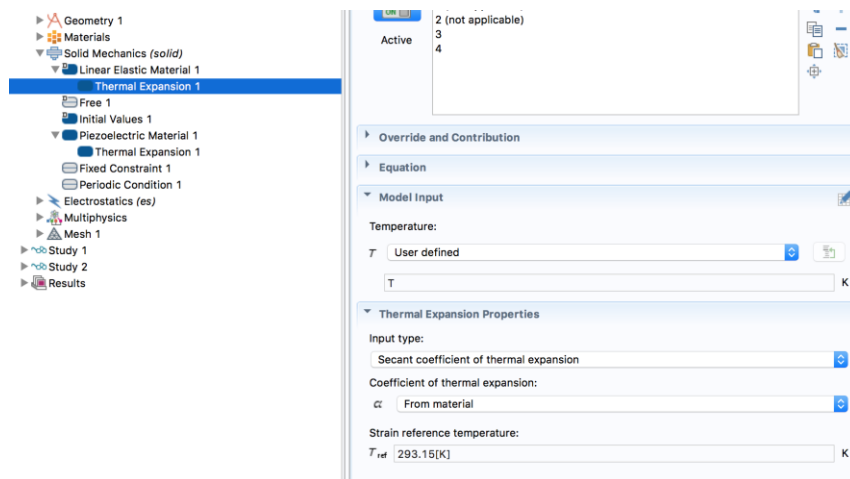 Geometry 1
Materials
Solid Mechanics (solid)
Linear Elastic Material 1
Thermal Expansion 1
Free 1
Initial Values 1
Piezoelectric Material 1
Thermal Expansion 1
Fixed Constraint 1
Periodic Condition 1
Electrostatics (es)
Multiphysics
Mesh 1
Study 1
Study 2
Results
Active
2 (not applicable)
3
4
Override and Contribution
Equation
Model Input
Temperature:
T User defined
T K
Thermal Expansion Properties
Input type:
Secant coefficient of thermal expansion
Coefficient of thermal expansion:
α From material
Strain reference temperature:
T ref 293.15[K] K